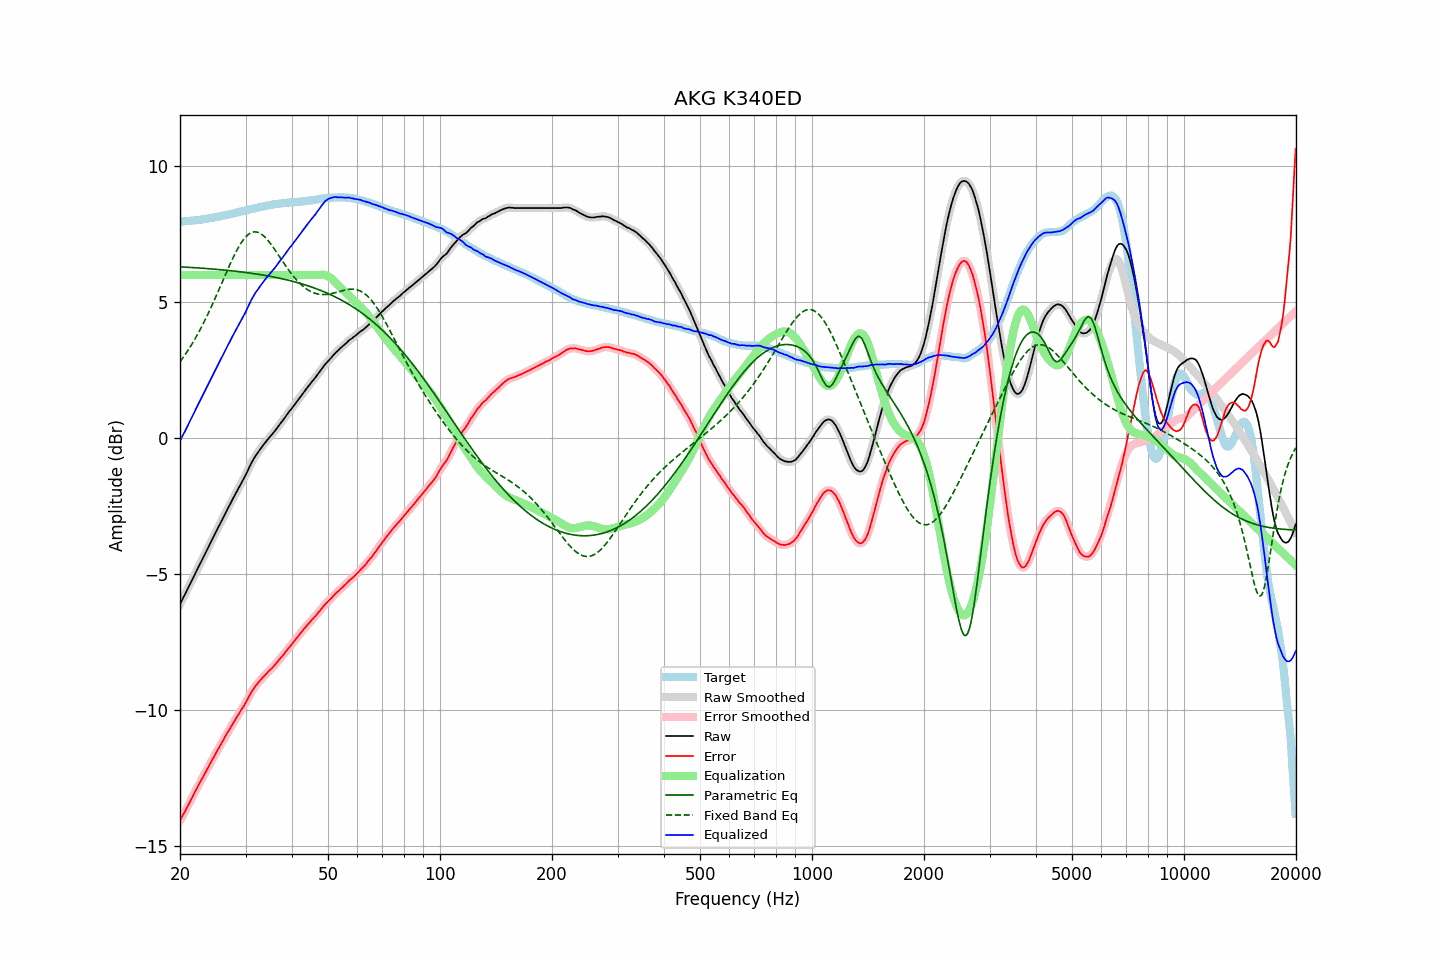 AKG K340ED
Amplitude (dBr)
10
5
0
−5
−10
−15
Target
Raw Smoothed
Error Smoothed
Raw
Error
Equalization
Parametric Eq
Fixed Band Eq
Equalized
20 50 100 200 500 1000 2000 5000 10000 20000
Frequency (Hz)